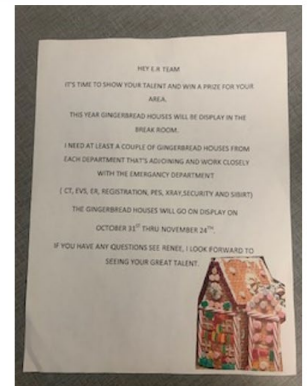 HEY E.R TEAM
IT'S TIME TO SHOW YOUR TALENT AND WIN A PRIZE FOR YOUR
AREA.
THIS YEAR GINGERBREAD HOUSES WILL BE DISPLAY IN THE
BREAK ROOM.
I NEED AT LEAST A COUPLE OF GINGERBREAD HOUSES FROM
EACH DEPARTMENT THAT'S ADJOINING AND WORK CLOSELY
WITH THE EMERGANCY DEPARTMENT
( CT, EVS, ER, REGISTRATION, PES, XRAY,SECURITY AND SIBIRT)
THE GINGERBREAD HOUSES WILL GO ON DISPLAY ON
OCTOBER 31ST THRU NOVEMBER 24TH.
IF YOU HAVE ANY QUESTIONS SEE RENEE, I LOOK FORWARD TO
SEEING YOUR GREAT TALENT.